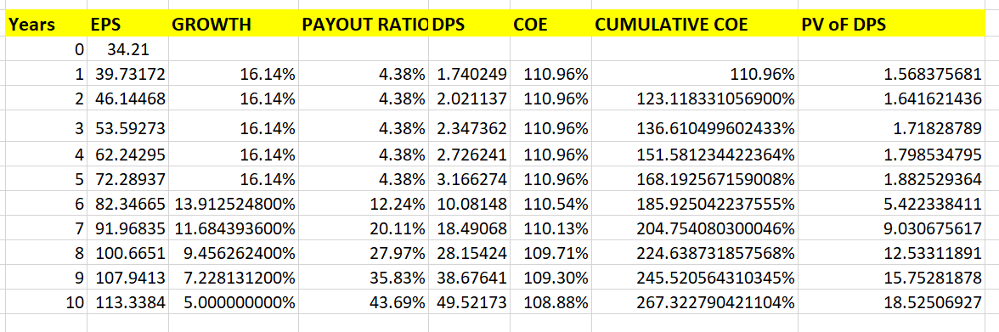 Years EPS GROWTH PAYOUT RATIO DPS COE CUMULATIVE COE PV oF DPS
0 34.21
1 39.73172 16.14% 4.38% 1.740249 110.96% 110.96% 1.568375681
2 46.14468 16.14% 4.38% 2.021137 110.96% 123.118331056900% 1.641621436
3 53.59273 16.14% 4.38% 2.347362 110.96% 136.610499602433% 1.71828789
4 62.24295 16.14% 4.38% 2.726241 110.96% 151.581234422364% 1.798534795
5 72.28937 16.14% 4.38% 3.166274 110.96% 168.192567159008% 1.882529364
6 82.34665 13.912524800% 12.24% 10.08148 110.54% 185.925042237555% 5.422338411
7 91.96835 11.684393600% 20.11% 18.49068 110.13% 204.754080300046% 9.030675617
8 100.6651 9.456262400% 27.97% 28.15424 109.71% 224.638731857568% 12.53311891
9 107.9413 7.228131200% 35.83% 38.67641 109.30% 245.520564310345% 15.75281878
10 113.3384 5.000000000% 43.69% 49.52173 108.88% 267.322790421104% 18.52506927